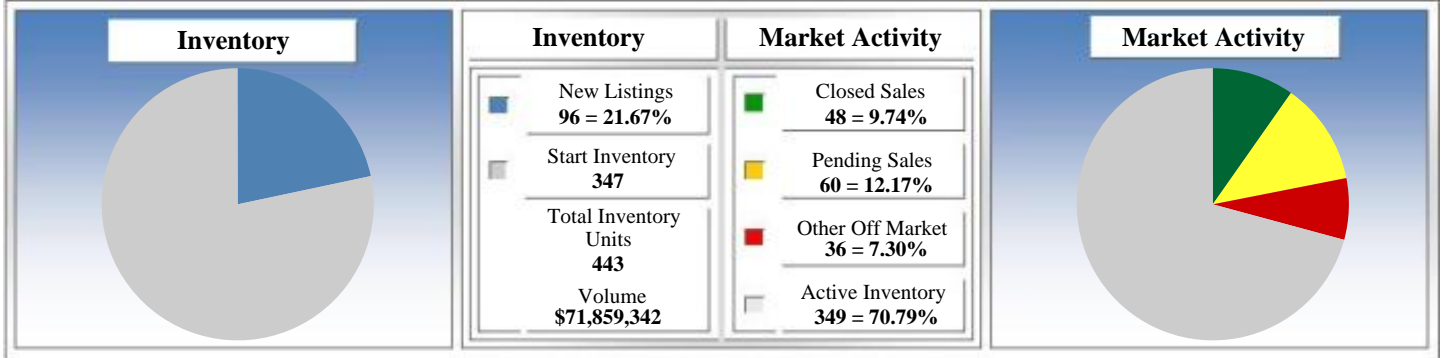 Inventory
Inventory
Market Activity
Market Activity
New Listings
96 = 21.67%
Start Inventory
347
Total Inventory
Units
443
Volume
$71,859,342
Closed Sales
48 = 9.74%
Pending Sales
60 = 12.17%
Other Off Market
36 = 7.30%
Active Inventory
349 = 70.79%